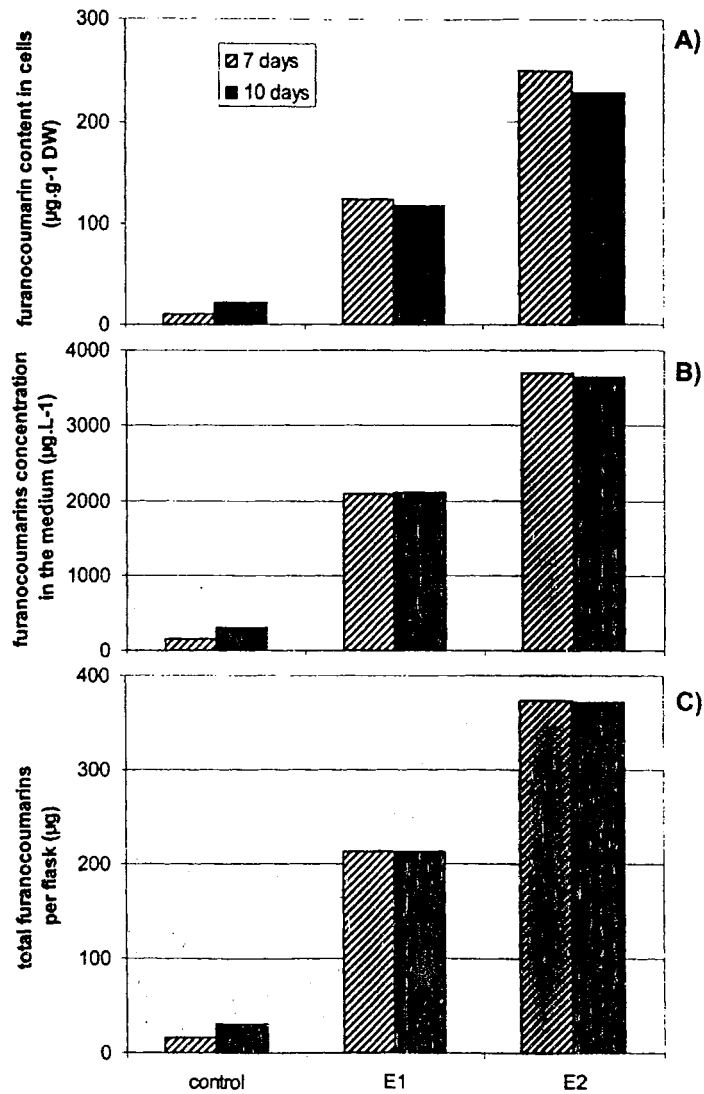 A)
furanocoumarin content in cells
(µg.g-1 DW)
300
200
100
0
7 days
10 days
B)
furanocoumarins concentration
in the medium (µg.L-1)
4000
3000
2000
1000
0
C)
total furanocoumarins
per flask (µg)
400
300
200
100
0
control
E1
E2